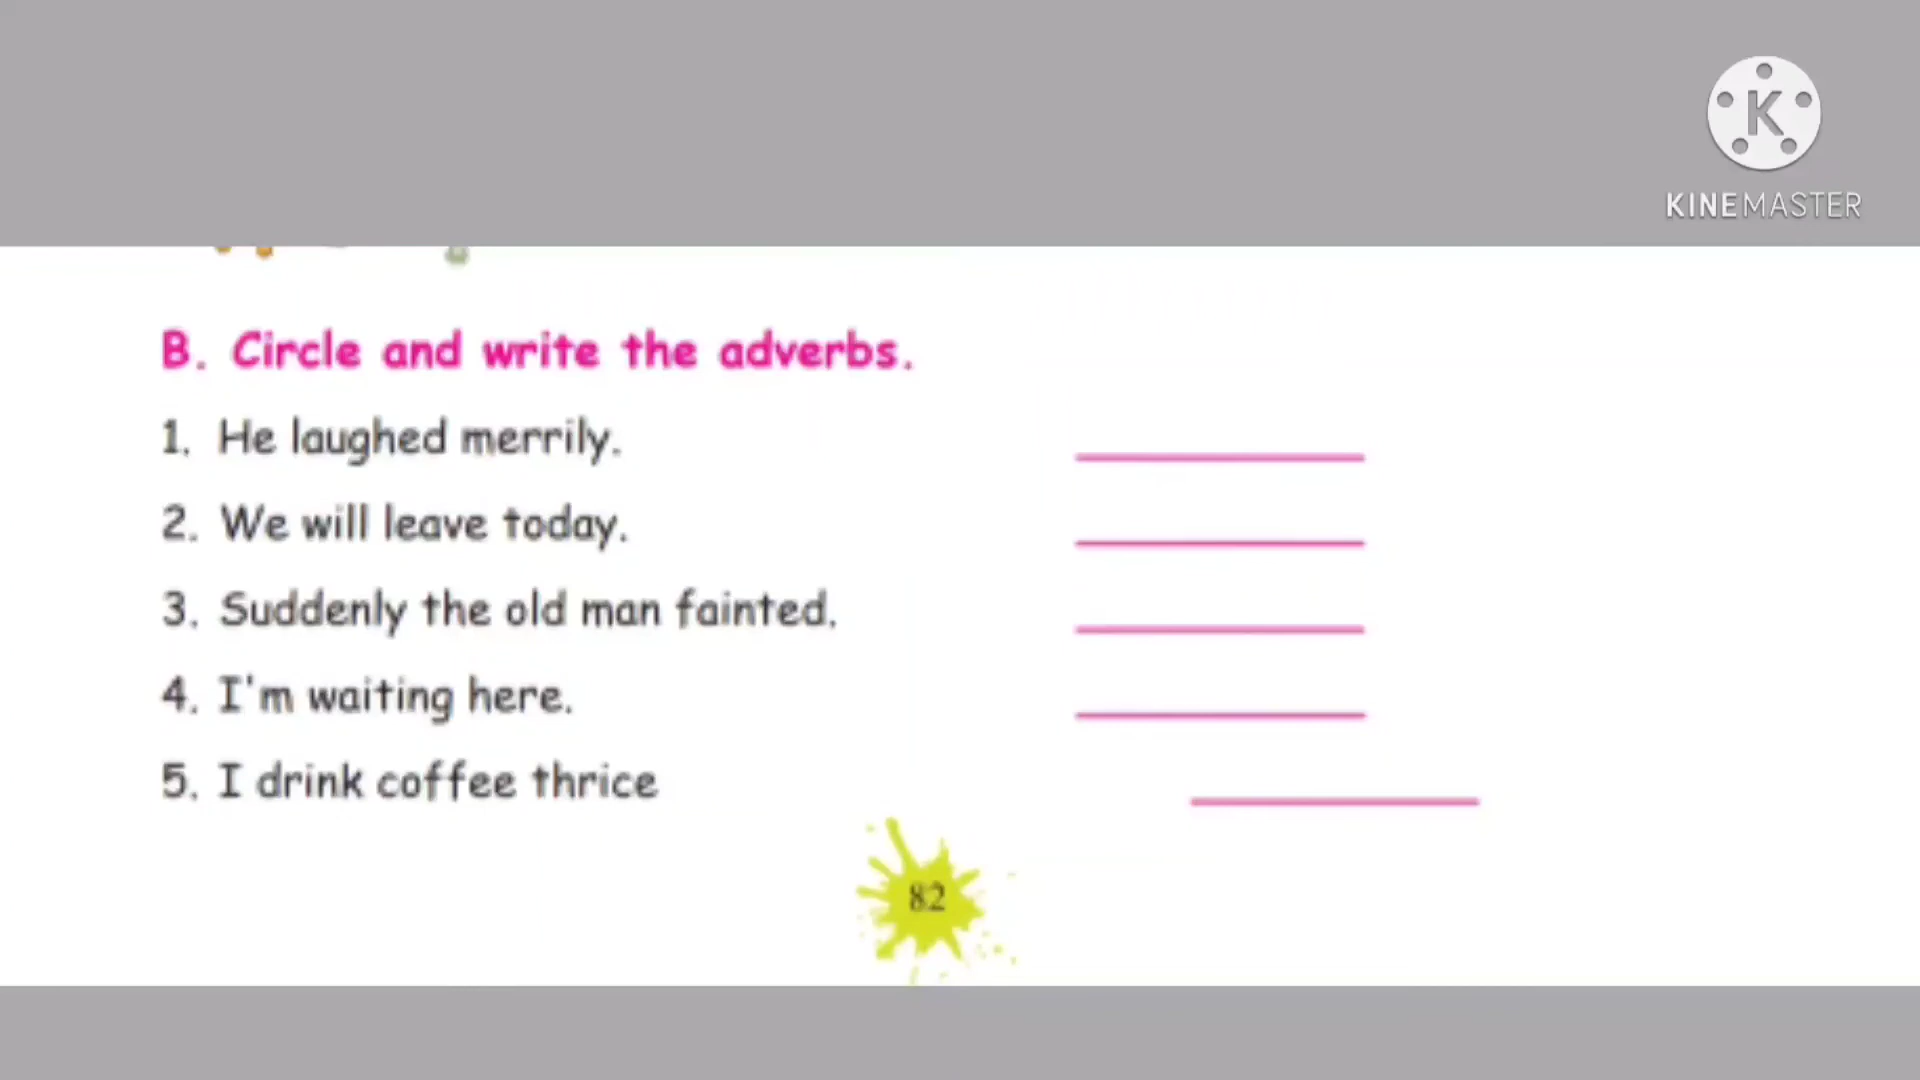 K
KINEMASTER
B. Circle and write the adverbs.
1. He laughed merrily.
2. We will leave today.
3. Suddenly the old man fainted.
4. I'm waiting here.
5. I drink coffee thrice
82